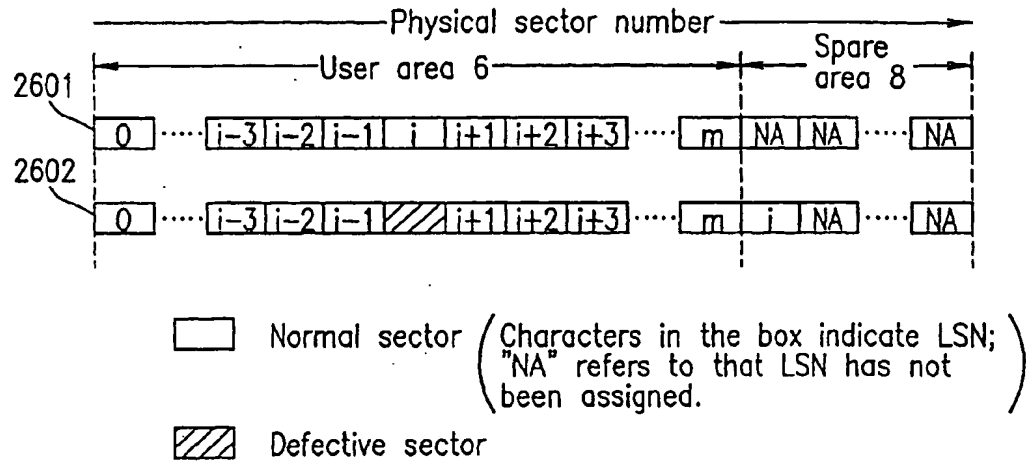 Physical sector number
User area 6
Spare
area 8
2601
0 ····· i-3 i-2 i-1 i i+1 i+2 i+3 ····· m NA NA ····· NA
2602
0 ····· i-3 i-2 i-1 i+1 i+2 i+3 ····· m i NA ····· NA
Normal sector (Characters in the box indicate LSN;
"NA" refers to that LSN has not
been assigned.)
Defective sector